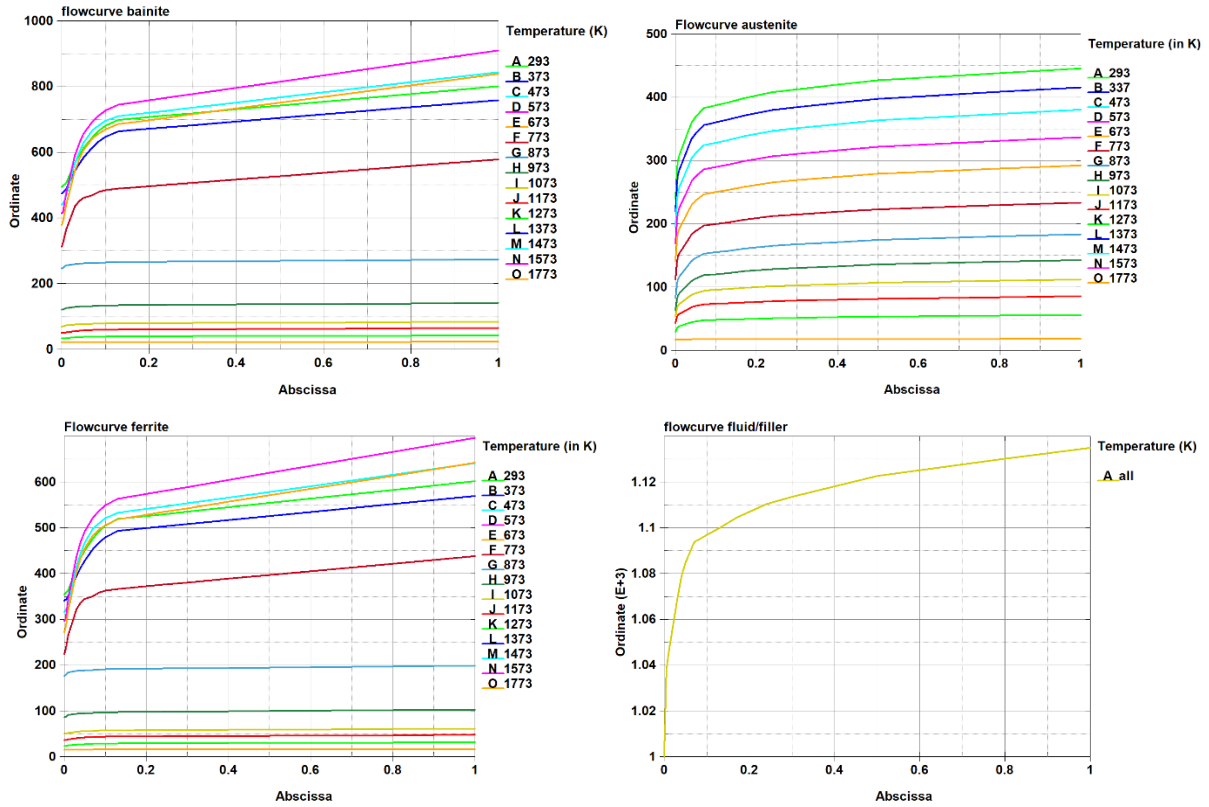 flowcurve bainite
1000
800
600
400
200
0
Ordinate
0
0.2
0.4
0.6
0.8
1
Abscissa
Temperature (K)
A 293
B 373
C 473
D 573
E 673
F 773
G 873
H 973
I 1073
J 1173
K 1273
L 1373
M 1473
N 1573
O 1773
Flowcurve austenite
500
400
300
200
100
0
Ordinate
0
0.2
0.4
0.6
0.8
1
Abscissa
Temperature (in K)
A 293
B 337
C 473
D 573
E 673
F 773
G 873
H 973
I 1073
J 1173
K 1273
L 1373
M 1473
N 1573
O 1773
Flowcurve ferrite
600
500
400
300
200
100
0
Ordinate
0
0.2
0.4
0.6
0.8
1
Abscissa
Temperature (in K)
A 293
B 373
C 473
D 573
E 673
F 773
G 873
H 973
I 1073
J 1173
K 1273
L 1373
M 1473
N 1573
O 1773
flowcurve fluid/filler
1.12
1.1
1.08
1.06
1.04
1.02
1
Ordinate (E+3)
0
0.2
0.4
0.6
0.8
1
Abscissa
Temperature (K)
A all